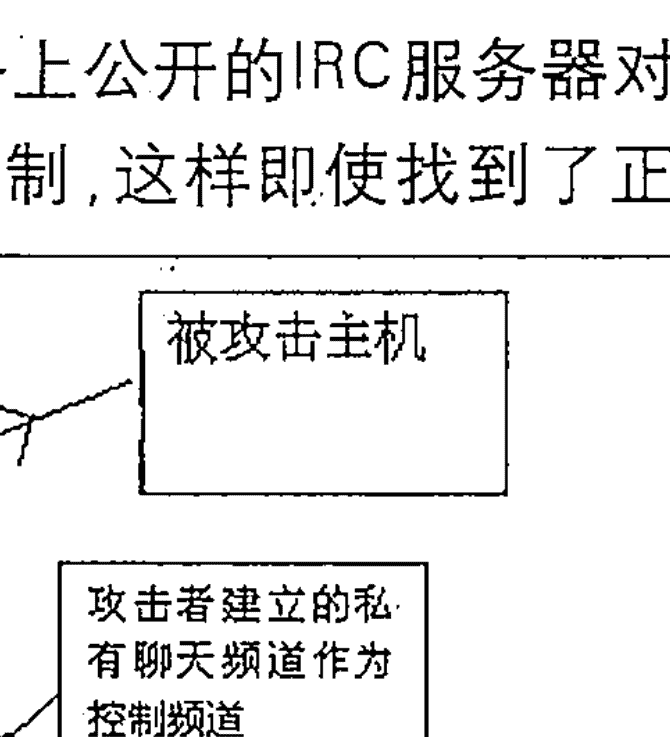 上公开的IRC服务器对
制,这样即使找到了正
被攻击主机
攻击者建立的私
有聊天频道作为
控制频道